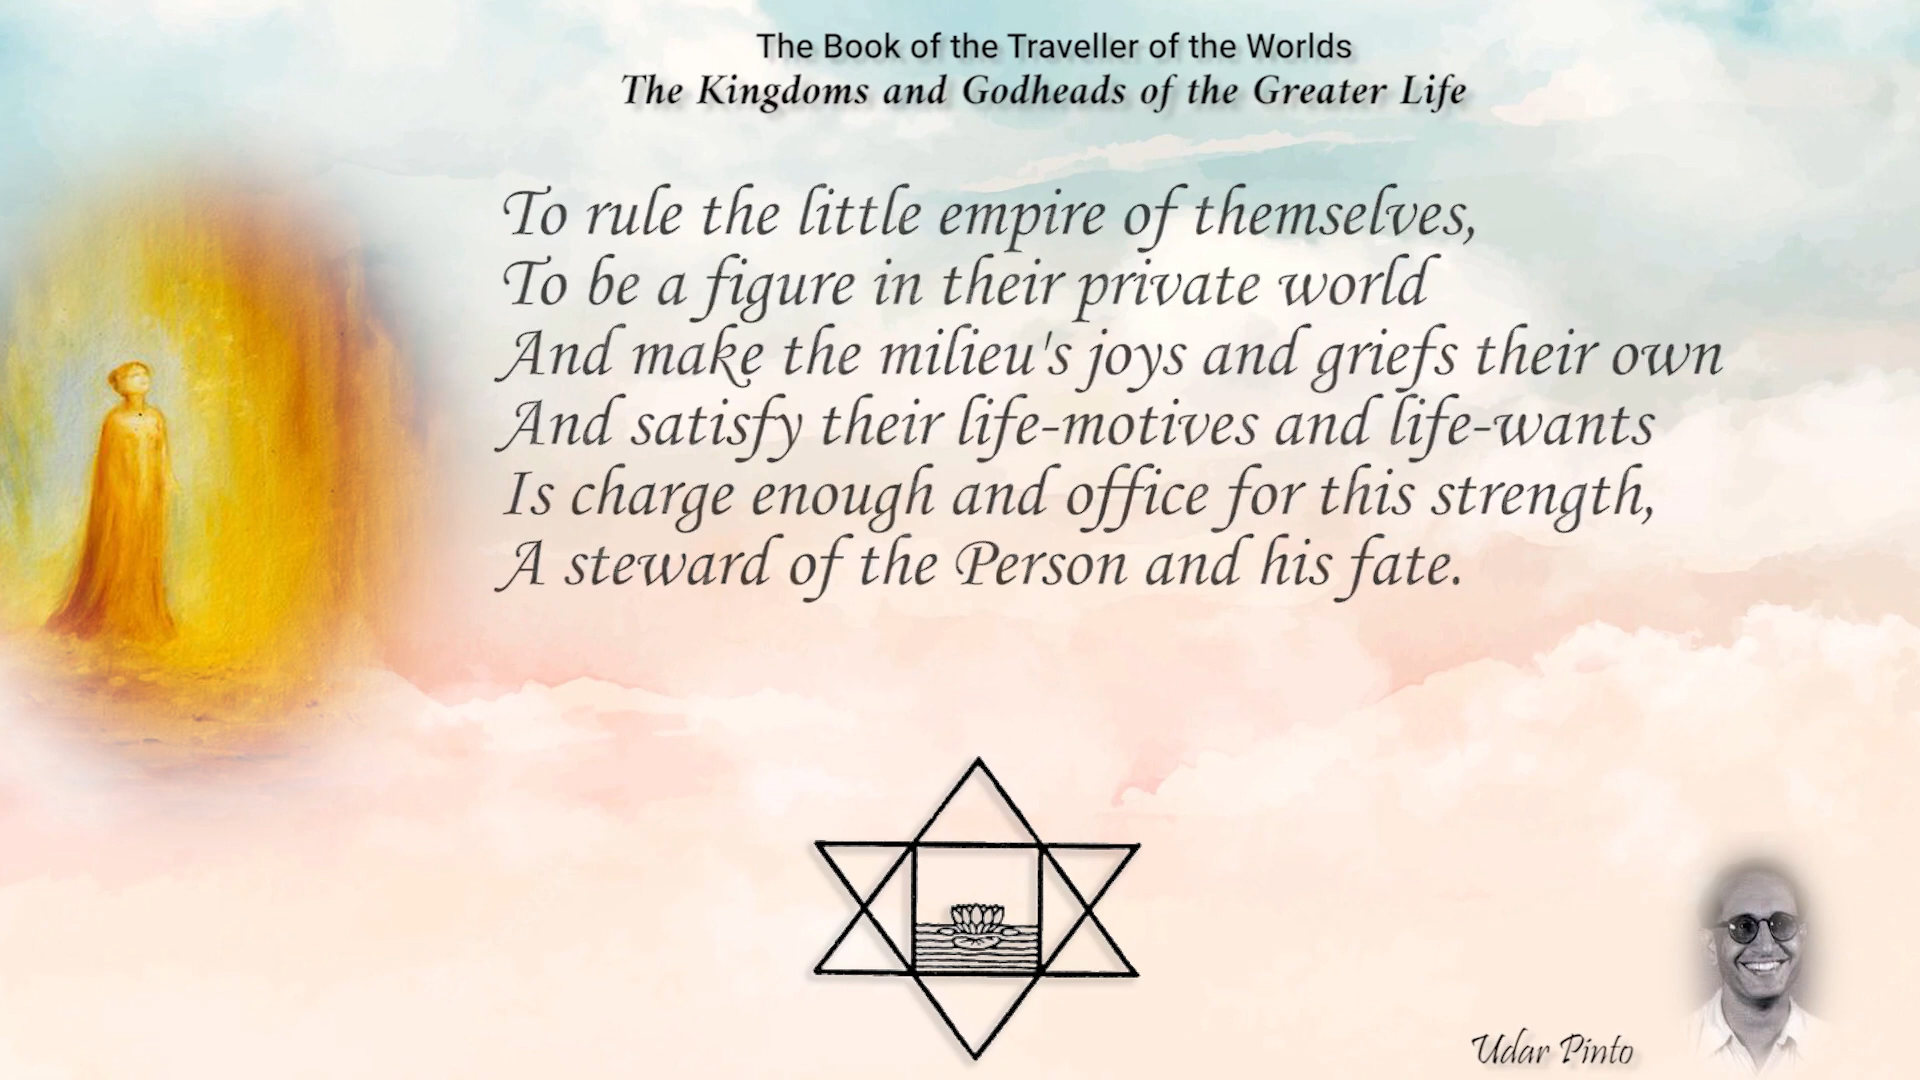 The Book of the Traveller of the Worlds
The Kingdoms and Godheads of the Greater Life
To rule the little empire of themselves,
To be a figure in their private world
And make the milieu's joys and griefs their own
And satisfy their life-motives and life-wants
Is charge enough and office for this strength,
A steward of the Person and his fate.
Udar Pinto